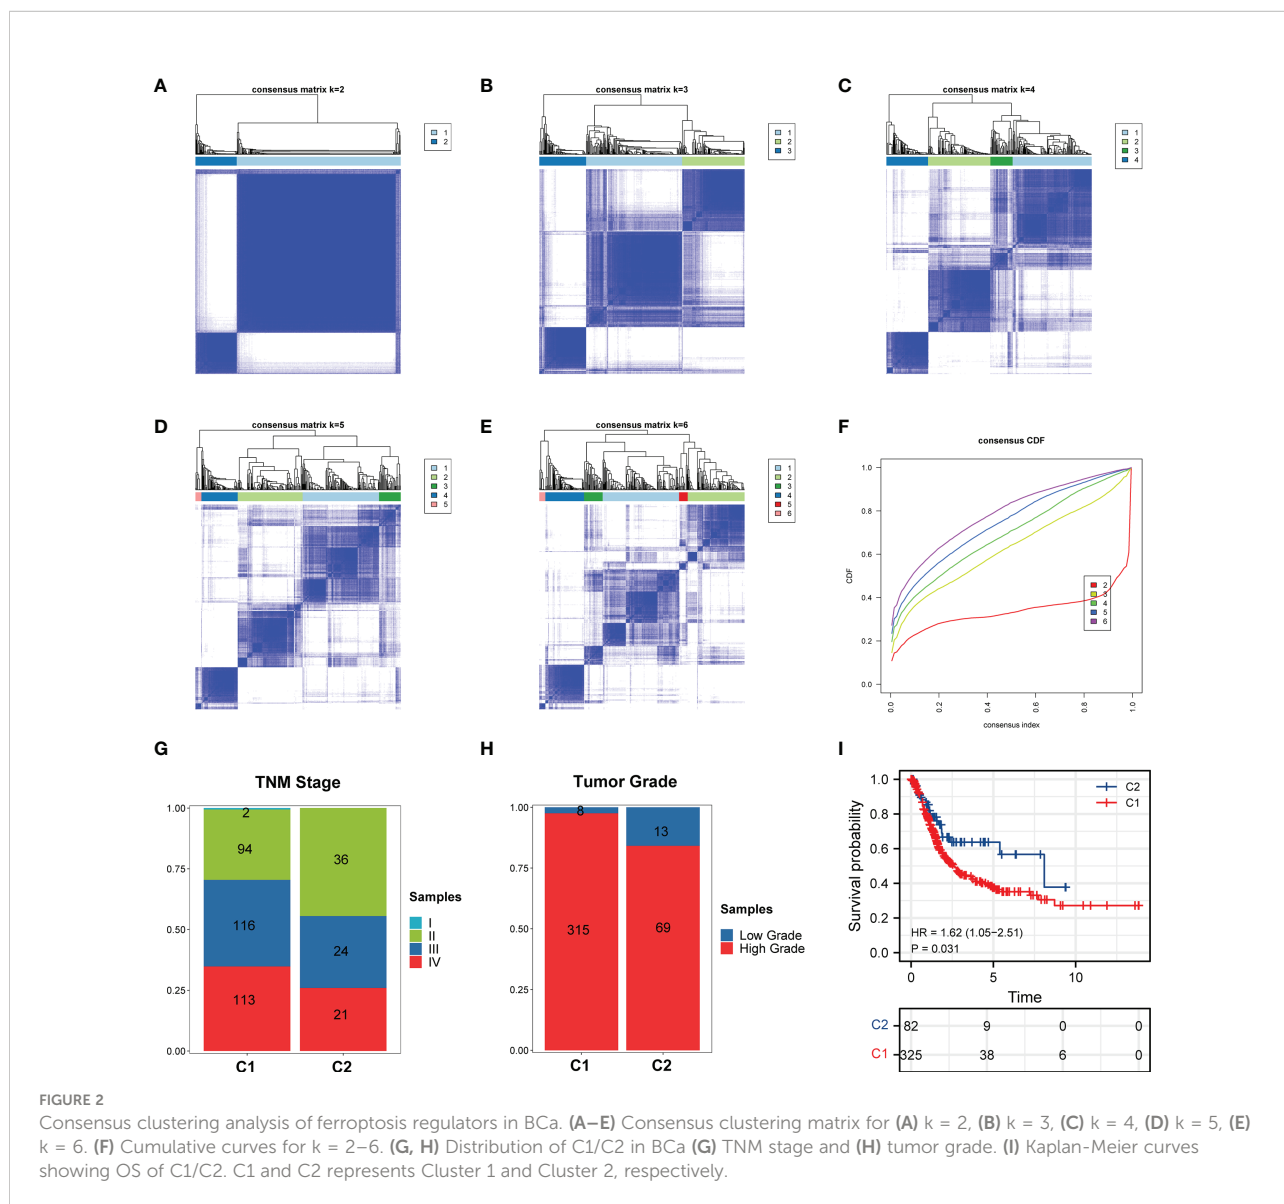 A
consensus matrix k=2
1
2
B
consensus matrix k=3
1
2
3
C
consensus matrix k=4
1
2
3
4
D
consensus matrix k=5
1
2
3
4
5
E
consensus matrix k=6
1
2
3
4
5
6
F
consensus CDF
CDF
1.0
0.8
0.6
0.4
0.2
0.0
2
3
4
5
6
0.0 0.2 0.4 0.6 0.8 1.0
consensus index
G
TNM Stage
1.00
0.75
0.50
0.25
0.00
2
94
116
113
36
24
21
C1 C2
Samples
I
II
III
IV
H
Tumor Grade
1.00
0.75
0.50
0.25
0.00
8
315
13
69
C1 C2
Samples
Low Grade
High Grade
I
Survival probability
1.0
0.8
0.6
0.4
0.2
0.0
C2
C1
HR = 1.62 (1.05−2.51)
P = 0.031
0 5 10
Time
C2 82 9 0 0
C1 325 38 6 0
FIGURE 2
Consensus clustering analysis of ferroptosis regulators in BCa. (A–E) Consensus clustering matrix for (A) k = 2, (B) k = 3, (C) k = 4, (D) k = 5, (E)
k = 6. (F) Cumulative curves for k = 2–6. (G, H) Distribution of C1/C2 in BCa (G) TNM stage and (H) tumor grade. (I) Kaplan-Meier curves
showing OS of C1/C2. C1 and C2 represents Cluster 1 and Cluster 2, respectively.